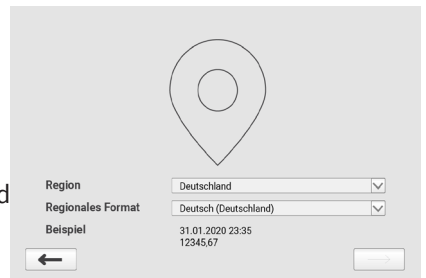 Region Deutschland
d
Regionales Format Deutsch (Deutschland)
Beispiel 31.01.2020 23:35
12345,67